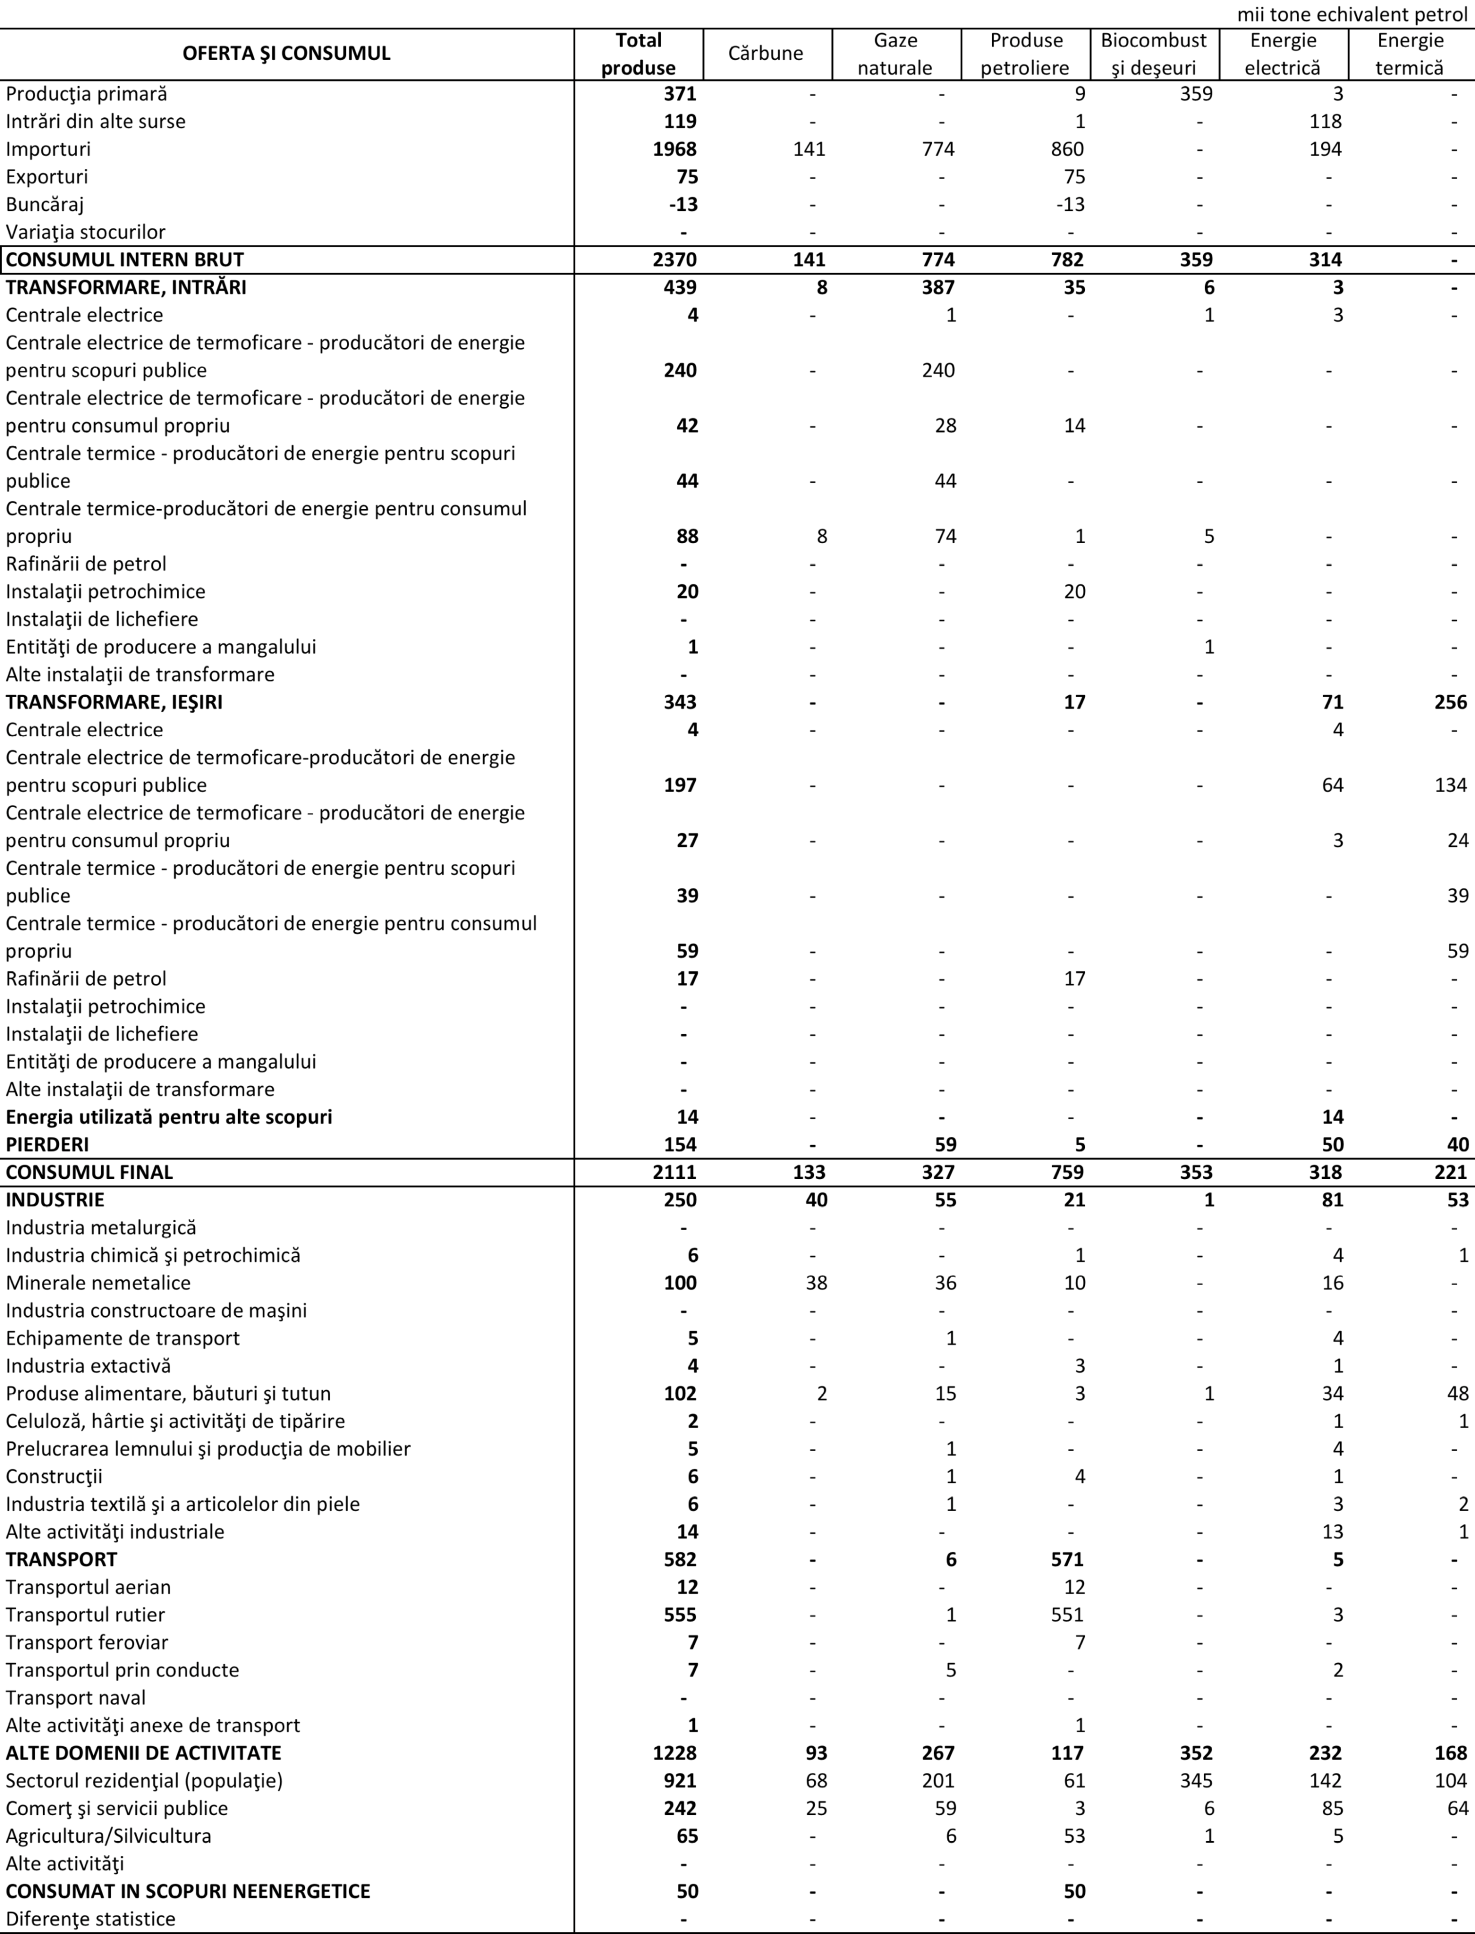 mii tone echivalent petrol
OFERTA ŞI CONSUMUL Total produse Cărbune Gaze naturale Produse petroliere Biocombust şi deşeuri Energie electrică Energie termică
Producţia primară 371 - - 9 359 3 -
Intrări din alte surse 119 - - 1 - 118 -
Importuri 1968 141 774 860 - 194 -
Exporturi 75 - - 75 - - -
Buncăraj -13 - - -13 - - -
Variaţia stocurilor - - - - - - -
CONSUMUL INTERN BRUT 2370 141 774 782 359 314 -
TRANSFORMARE, INTRĂRI 439 8 387 35 6 3 -
Centrale electrice 4 - 1 - 1 3 -
Centrale electrice de termoficare - producători de energie
pentru scopuri publice 240 - 240 - - - -
Centrale electrice de termoficare - producători de energie
pentru consumul propriu 42 - 28 14 - - -
Centrale termice - producători de energie pentru scopuri
publice 44 - 44 - - - -
Centrale termice-producători de energie pentru consumul
propriu 88 8 74 1 5 - -
Rafinării de petrol - - - - - - -
Instalaţii petrochimice 20 - - 20 - - -
Instalaţii de lichefiere - - - - - - -
Entităţi de producere a mangalului 1 - - - 1 - -
Alte instalaţii de transformare - - - - - - -
TRANSFORMARE, IEŞIRI 343 - - 17 - 71 256
Centrale electrice 4 - - - - 4 -
Centrale electrice de termoficare-producători de energie
pentru scopuri publice 197 - - - - 64 134
Centrale electrice de termoficare - producători de energie
pentru consumul propriu 27 - - - - 3 24
Centrale termice - producători de energie pentru scopuri
publice 39 - - - - - 39
Centrale termice - producători de energie pentru consumul
propriu 59 - - - - - 59
Rafinării de petrol 17 - - 17 - - -
Instalaţii petrochimice - - - - - - -
Instalaţii de lichefiere - - - - - - -
Entităţi de producere a mangalului - - - - - - -
Alte instalaţii de transformare - - - - - - -
Energia utilizată pentru alte scopuri 14 - - - - 14 -
PIERDERI 154 - 59 5 - 50 40
CONSUMUL FINAL 2111 133 327 759 353 318 221
INDUSTRIE 250 40 55 21 1 81 53
Industria metalurgică - - - - - - -
Industria chimică şi petrochimică 6 - - 1 - 4 1
Minerale nemetalice 100 38 36 10 - 16 -
Industria constructoare de maşini - - - - - - -
Echipamente de transport 5 - 1 - - 4 -
Industria extactivă 4 - - 3 - 1 -
Produse alimentare, băuturi şi tutun 102 2 15 3 1 34 48
Celuloză, hârtie şi activităţi de tipărire 2 - - - - 1 1
Prelucrarea lemnului şi producţia de mobilier 5 - 1 - - 4 -
Construcţii 6 - 1 4 - 1 -
Industria textilă şi a articolelor din piele 6 - 1 - - 3 2
Alte activităţi industriale 14 - - - - 13 1
TRANSPORT 582 - 6 571 - 5 -
Transportul aerian 12 - - 12 - - -
Transportul rutier 555 - 1 551 - 3 -
Transport feroviar 7 - - 7 - - -
Transportul prin conducte 7 - 5 - - 2 -
Transport naval - - - - - - -
Alte activităţi anexe de transport 1 - - 1 - - -
ALTE DOMENII DE ACTIVITATE 1228 93 267 117 352 232 168
Sectorul rezidenţial (populaţie) 921 68 201 61 345 142 104
Comerţ şi servicii publice 242 25 59 3 6 85 64
Agricultura/Silvicultura 65 - 6 53 1 5 -
Alte activităţi - - - - - - -
CONSUMAT IN SCOPURI NEENERGETICE 50 - - 50 - - -
Diferenţe statistice - - - - - - -